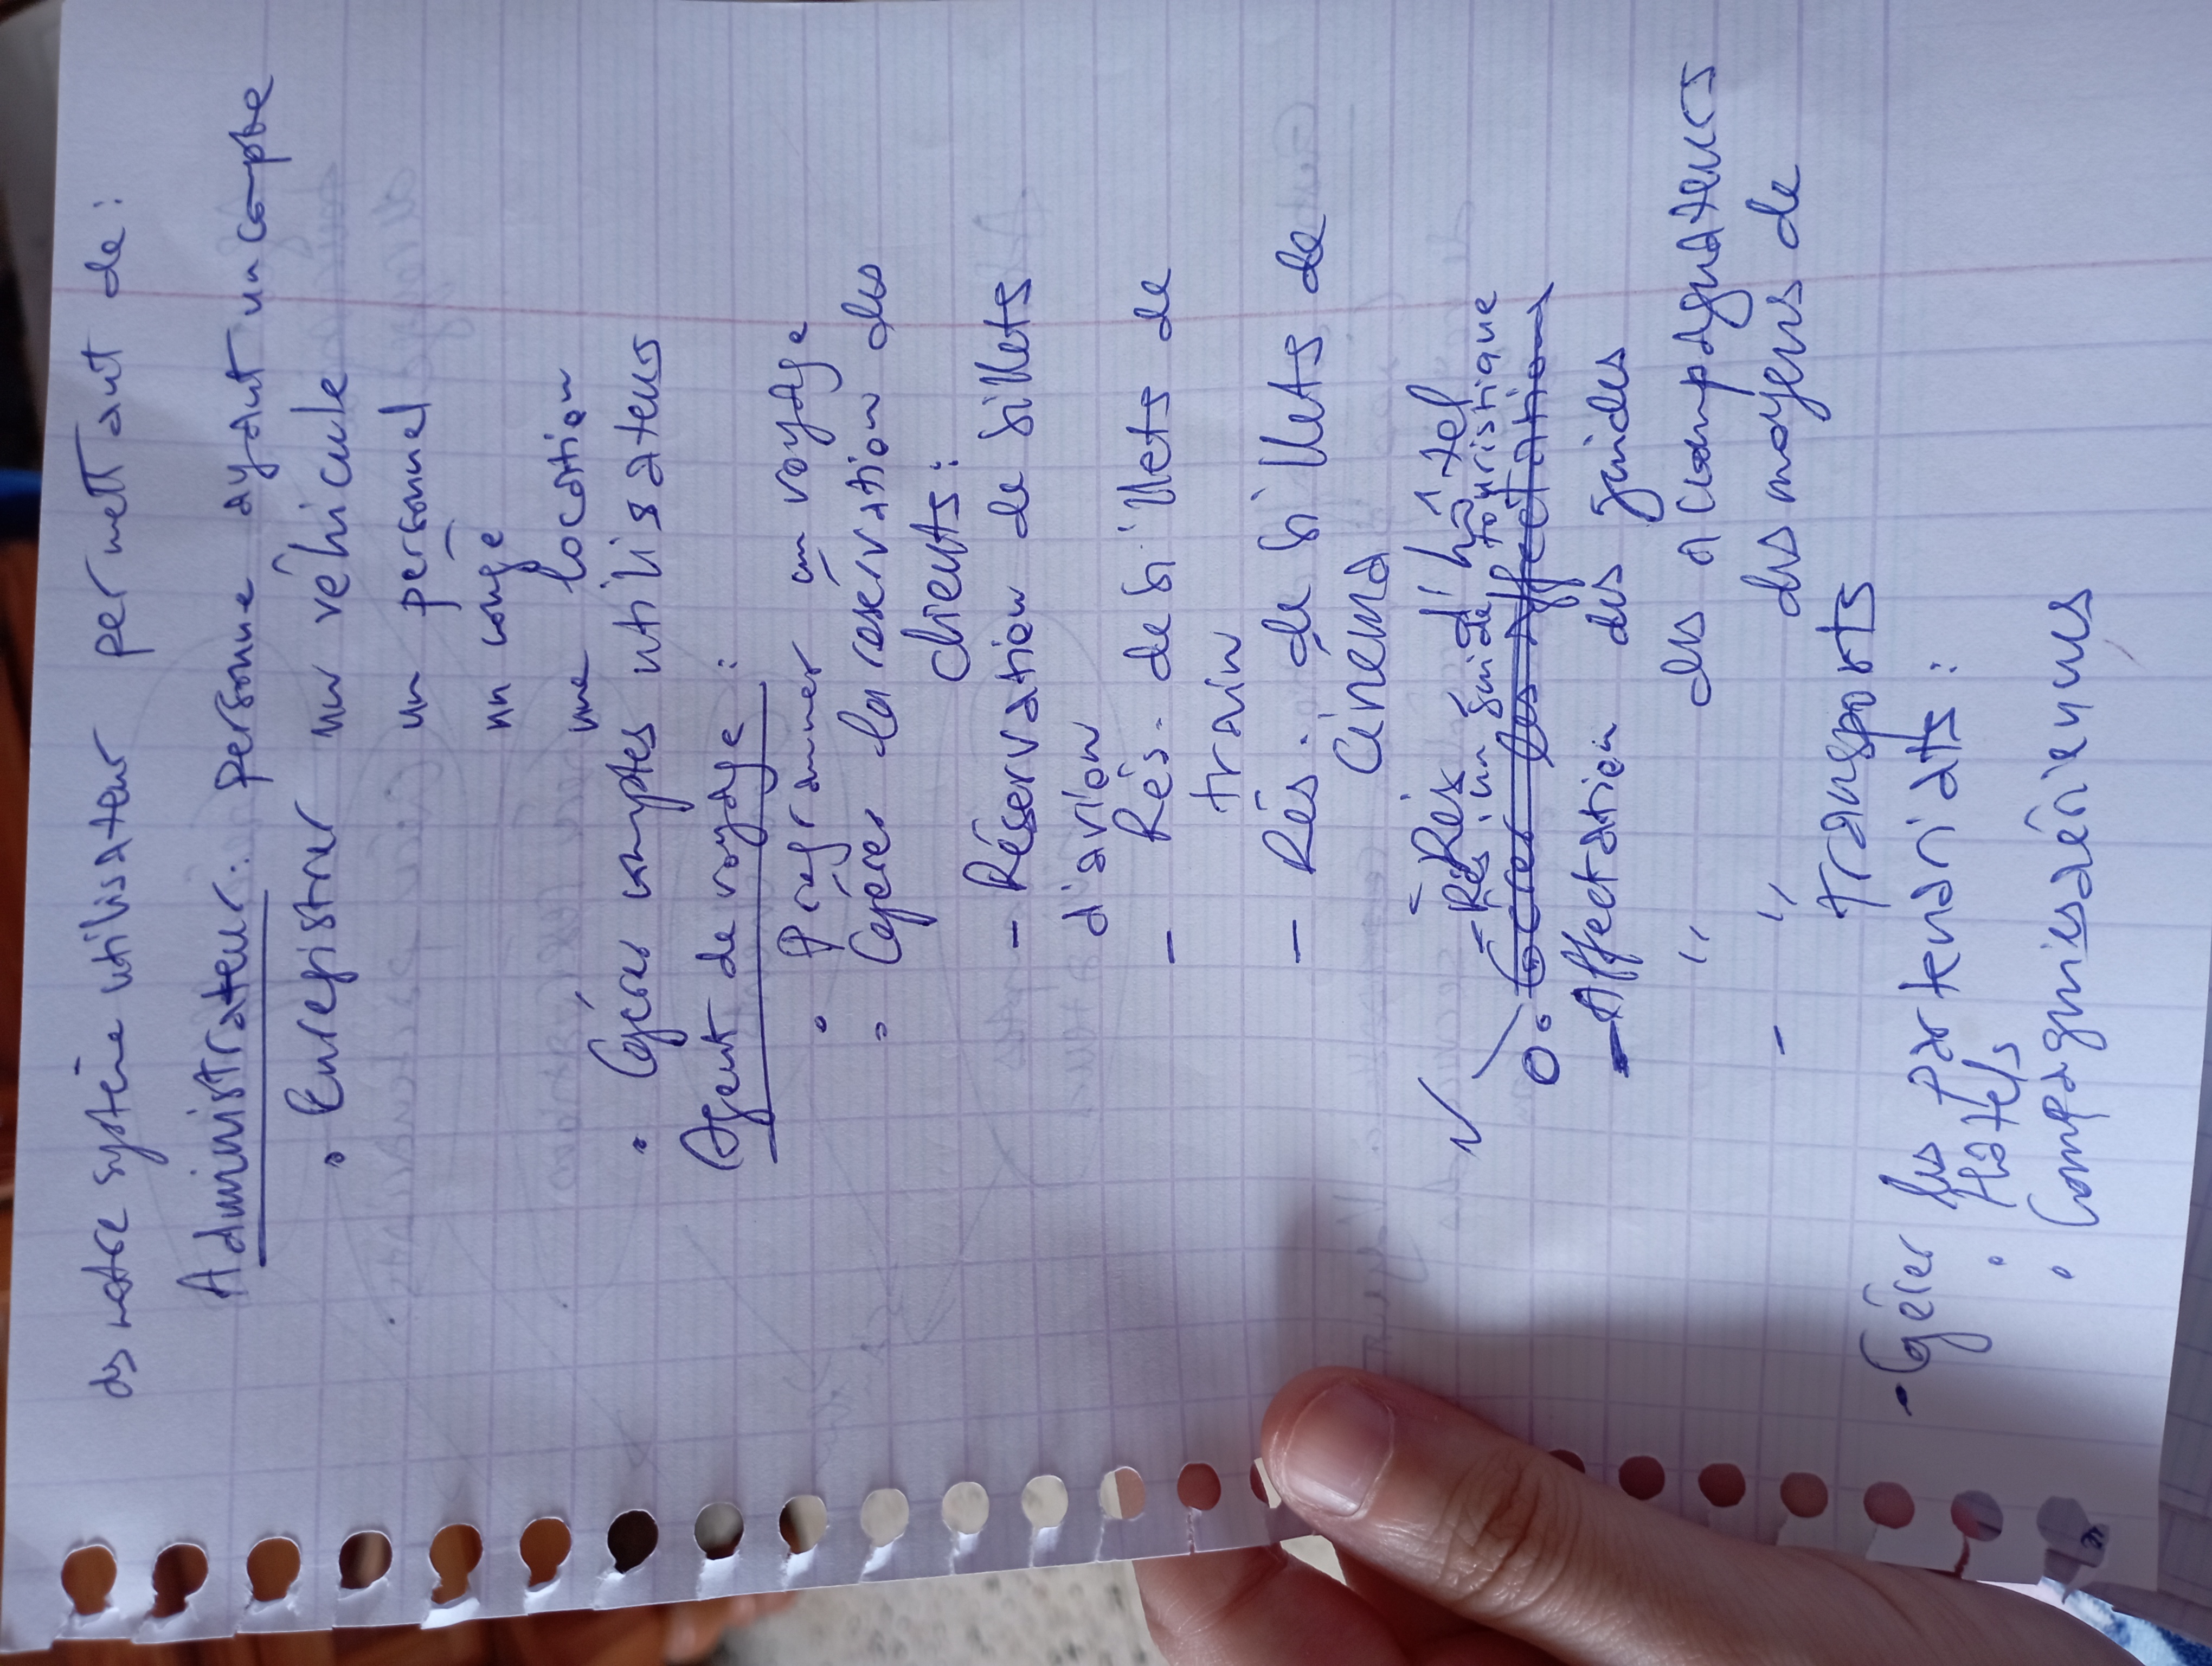 ds notre système utilisateur permettant de :
Administrateur : personne ayant un compte
• Enregistrer un véhicule
un personnel
un congé
une location
• Gérer comptes utilisateurs
Agent de voyage :
• Programmer un voyage
• Gérer la réservation des
clients :
- Réservation de billets
d'avion
- Rés. de billets de
train
- Rés. de billets de
cinéma
- Rés d'hôtel
- Rés. un guide touristique
• Gérer les affectations
- Affectation des guides
" des accompagnateurs
- " des moyens de
transports
- Gérer les partenariats :
• Hôtels
• Compagnies aériennes